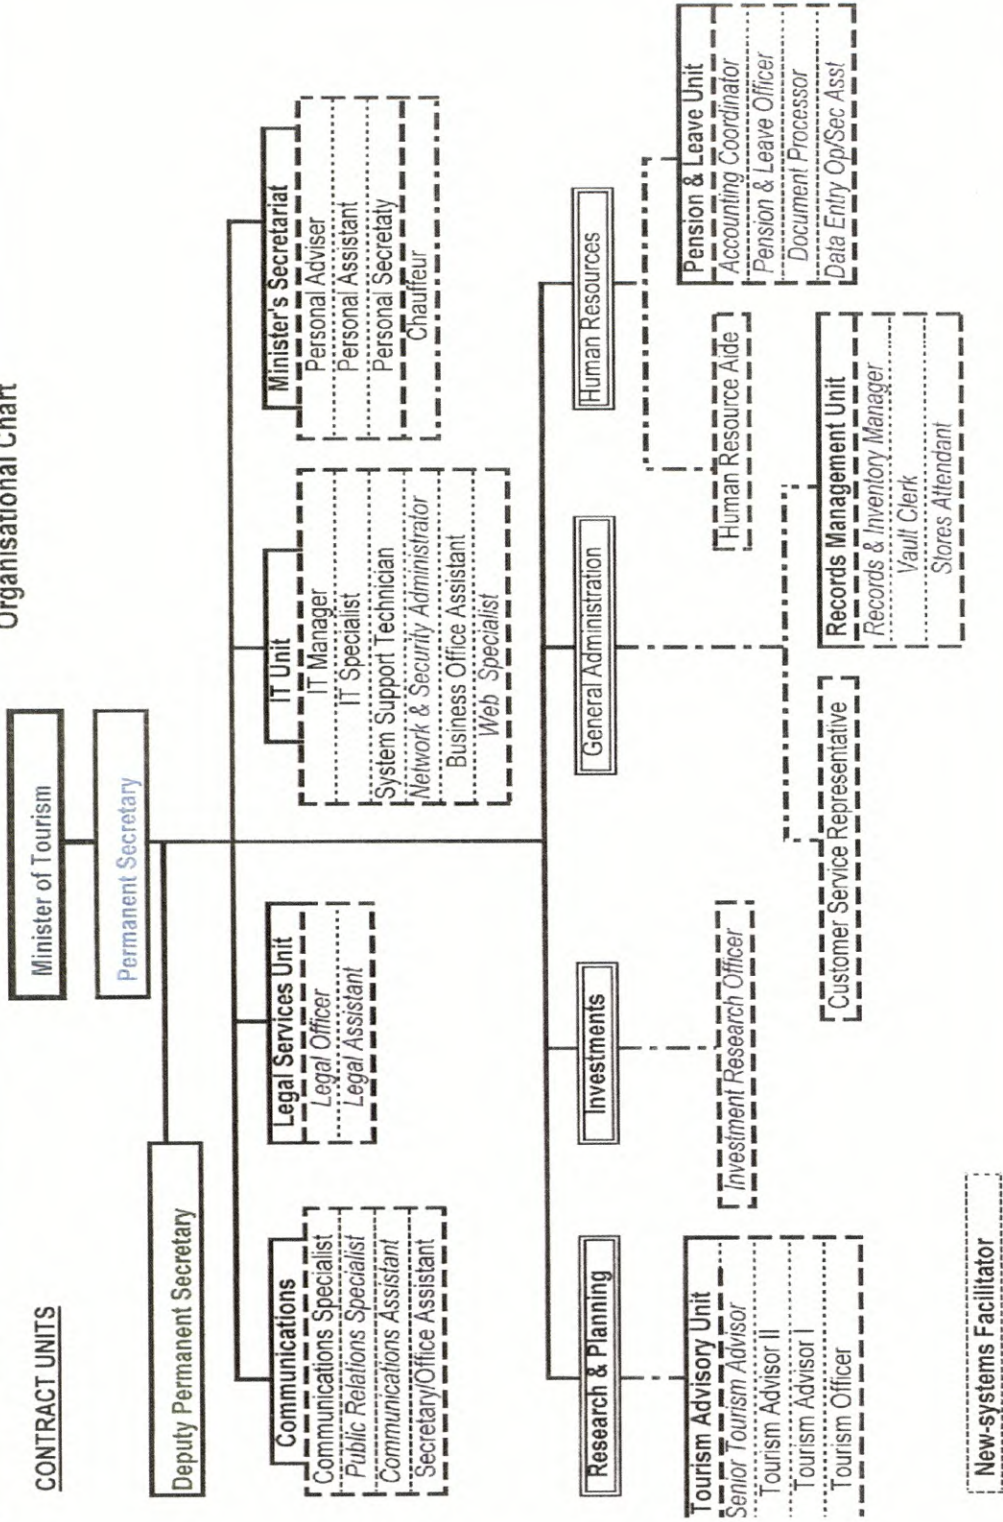 Organisational Chart
CONTRACT UNITS
Minister of Tourism
Permanent Secretary
Deputy Permanent Secretary
Communications
Communications Specialist
Public Relations Specialist
Communications Assistant
Secretary/Office Assistant
Legal Services Unit
Legal Officer
Legal Assistant
IT Unit
IT Manager
IT Specialist
System Support Technician
Network & Security Administrator
Business Office Assistant
Web Specialist
Minister's Secretariat
Personal Adviser
Personal Assistant
Personal Secretaty
Chauffeur
Research & Planning
Tourism Advisory Unit
Senior Tourism Advisor
Tourism Advisor II
Tourism Advisor I
Tourism Officer
Investments
Investment Research Officer
General Administration
Customer Service Representative
Records Management Unit
Records & Inventory Manager
Vault Clerk
Stores Attendant
Human Resources
Human Resource Aide
Pension & Leave Unit
Accounting Coordinator
Pension & Leave Officer
Document Processor
Data Entry Op/Sec Asst
New-systems Facilitator